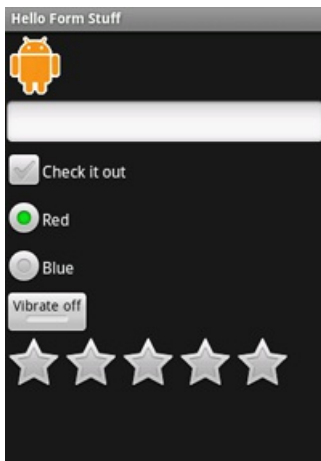 Hello Form Stuff
Check it out
Red
Blue
Vibrate off